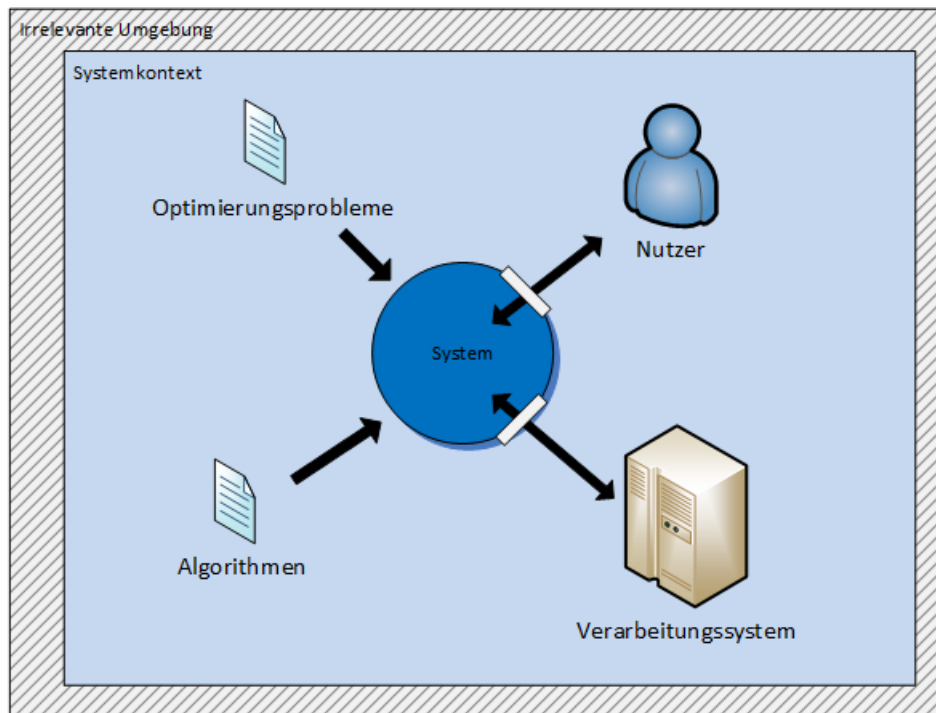 Irrelevante Umgebung
Systemkontext
Optimierungsprobleme
Nutzer
System
Algorithmen
Verarbeitungssystem